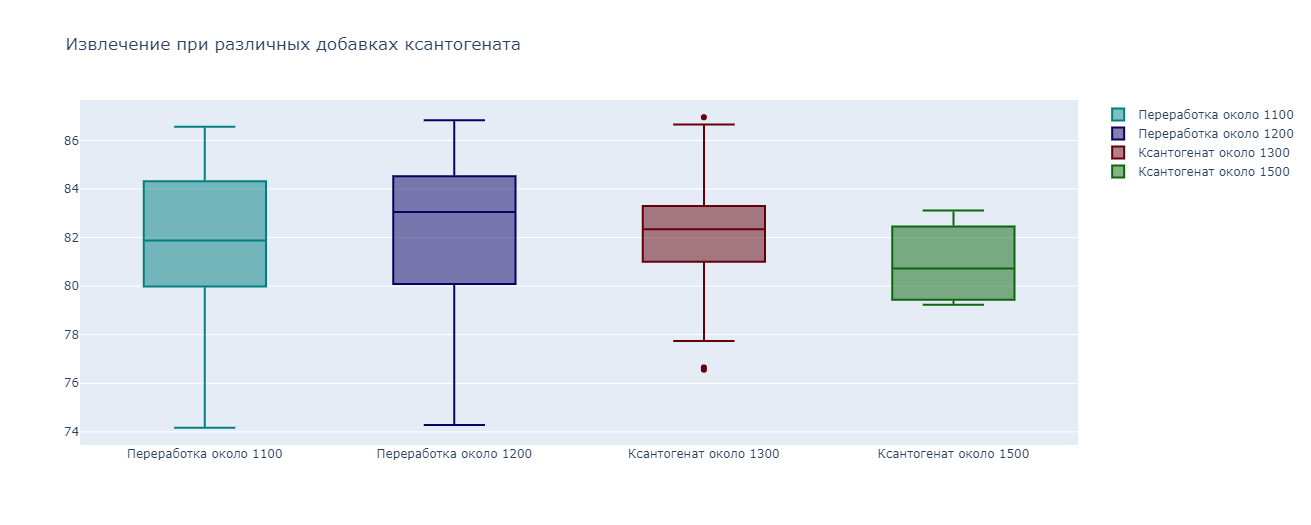 Извлечение при различных добавках ксантогената
86
84
82
80
78
76
74
Переработка около 1100
Переработка около 1200
Ксантогенат около 1300
Ксантогенат около 1500
Переработка около 1100
Переработка около 1200
Ксантогенат около 1300
Ксантогенат около 1500